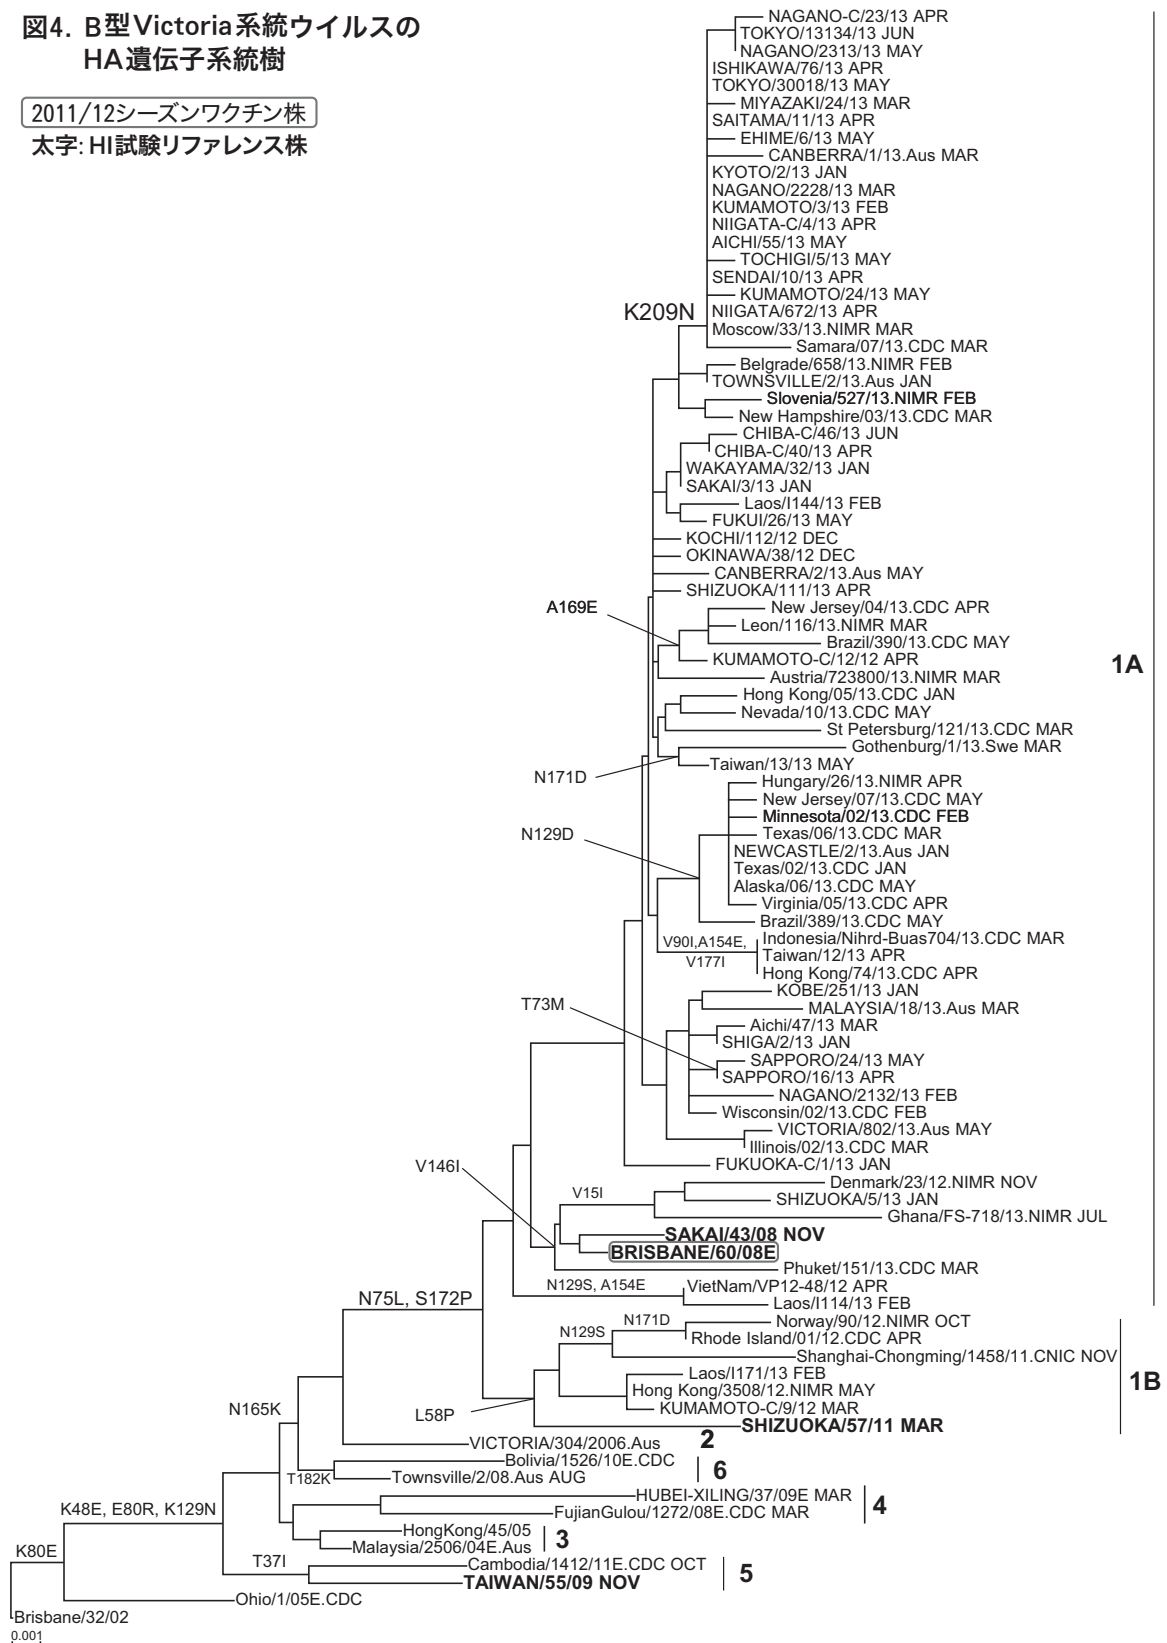 図4. B型Victoria系統ウイルスの
HA遺伝子系統樹
2011/12シーズンワクチン株
太字: HI試験リファレンス株
NAGANO-C/23/13 APR
TOKYO/13134/13 JUN
NAGANO/2313/13 MAY
ISHIKAWA/76/13 APR
TOKYO/30018/13 MAY
MIYAZAKI/24/13 MAR
SAITAMA/11/13 APR
EHIME/6/13 MAY
CANBERRA/1/13.Aus MAR
KYOTO/2/13 JAN
NAGANO/2228/13 MAR
KUMAMOTO/3/13 FEB
NIIGATA-C/4/13 APR
AICHI/55/13 MAY
TOCHIGI/5/13 MAY
SENDAI/10/13 APR
KUMAMOTO/24/13 MAY
K209N
NIIGATA/672/13 APR
Moscow/33/13.NIMR MAR
Samara/07/13.CDC MAR
Belgrade/658/13.NIMR FEB
TOWNSVILLE/2/13.Aus JAN
Slovenia/527/13.NIMR FEB
New Hampshire/03/13.CDC MAR
CHIBA-C/46/13 JUN
CHIBA-C/40/13 APR
WAKAYAMA/32/13 JAN
SAKAI/3/13 JAN
Laos/I144/13 FEB
FUKUI/26/13 MAY
KOCHI/112/12 DEC
OKINAWA/38/12 DEC
CANBERRA/2/13.Aus MAY
SHIZUOKA/111/13 APR
A169E
New Jersey/04/13.CDC APR
Leon/116/13.NIMR MAR
Brazil/390/13.CDC MAY
KUMAMOTO-C/12/12 APR
1A
Austria/723800/13.NIMR MAR
Hong Kong/05/13.CDC JAN
Nevada/10/13.CDC MAY
St Petersburg/121/13.CDC MAR
Gothenburg/1/13.Swe MAR
Taiwan/13/13 MAY
N171D
Hungary/26/13.NIMR APR
New Jersey/07/13.CDC MAY
Minnesota/02/13.CDC FEB
N129D
Texas/06/13.CDC MAR
NEWCASTLE/2/13.Aus JAN
Texas/02/13.CDC JAN
Alaska/06/13.CDC MAY
Virginia/05/13.CDC APR
Brazil/389/13.CDC MAY
V90I,A154E,
V177I
Indonesia/Nihrd-Buas704/13.CDC MAR
Taiwan/12/13 APR
Hong Kong/74/13.CDC APR
KOBE/251/13 JAN
T73M
MALAYSIA/18/13.Aus MAR
Aichi/47/13 MAR
SHIGA/2/13 JAN
SAPPORO/24/13 MAY
SAPPORO/16/13 APR
NAGANO/2132/13 FEB
Wisconsin/02/13.CDC FEB
VICTORIA/802/13.Aus MAY
Illinois/02/13.CDC MAR
FUKUOKA-C/1/13 JAN
V146I
Denmark/23/12.NIMR NOV
V15I
SHIZUOKA/5/13 JAN
Ghana/FS-718/13.NIMR JUL
SAKAI/43/08 NOV
BRISBANE/60/08E
Phuket/151/13.CDC MAR
N129S, A154E
VietNam/VP12-48/12 APR
Laos/I114/13 FEB
N75L, S172P
N171D
Norway/90/12.NIMR OCT
N129S
Rhode Island/01/12.CDC APR
Shanghai-Chongming/1458/11.CNIC NOV
Laos/I171/13 FEB
1B
Hong Kong/3508/12.NIMR MAY
KUMAMOTO-C/9/12 MAR
L58P
SHIZUOKA/57/11 MAR
N165K
VICTORIA/304/2006.Aus
2
Bolivia/1526/10E.CDC
T182K
Townsville/2/08.Aus AUG
6
HUBEI-XILING/37/09E MAR
K48E, E80R, K129N
FujianGulou/1272/08E.CDC MAR
4
HongKong/45/05
Malaysia/2506/04E.Aus
3
K80E
T37I
Cambodia/1412/11E.CDC OCT
TAIWAN/55/09 NOV
5
Ohio/1/05E.CDC
Brisbane/32/02
0.001